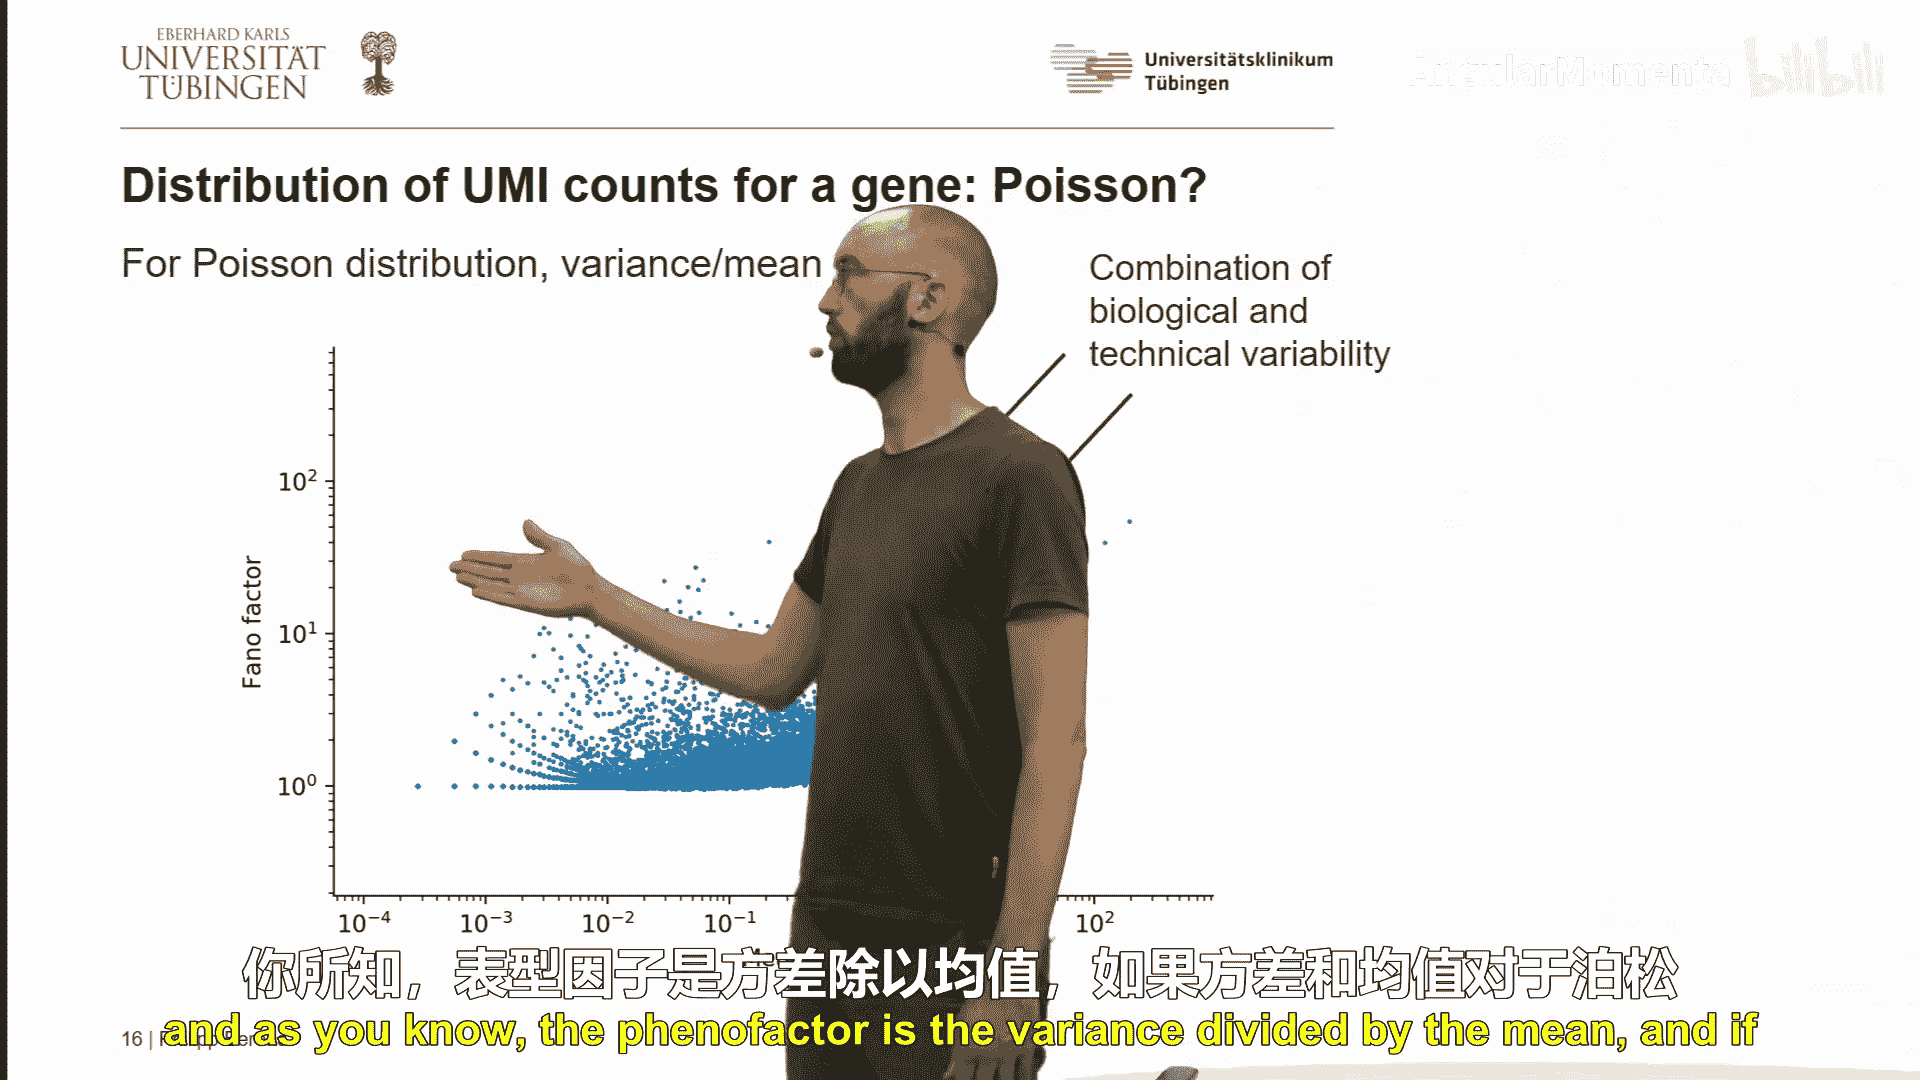 EBERHARD KARLS
UNIVERSITÄT
TÜBINGEN
Universitätsklinikum
Tübingen
AngularMomenta
bilibili
Distribution of UMI counts for a gene: Poisson?
For Poisson distribution, variance/mean
Combination of
biological and
technical variability
Fano factor
10²
10¹
10⁰
10⁻⁴ 10⁻³ 10⁻² 10⁻¹ 10²
你所知，表型因子是方差除以均值，如果方差和均值对于泊松
and as you know, the phenofactor is the variance divided by the mean, and if
16 |